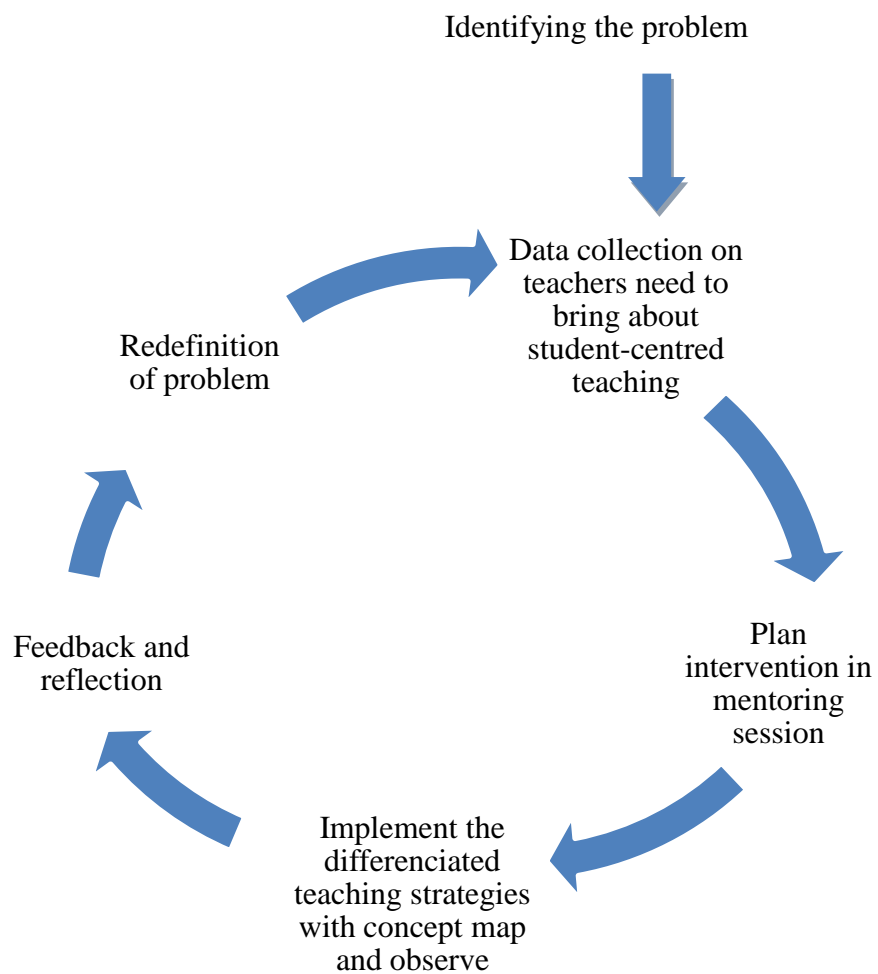 Identifying the problem
Data collection on
teachers need to
bring about
student-centred
teaching
Plan
intervention in
mentoring
session
Implement the
differenciated
teaching strategies
with concept map
and observe
Feedback and
reflection
Redefinition
of problem